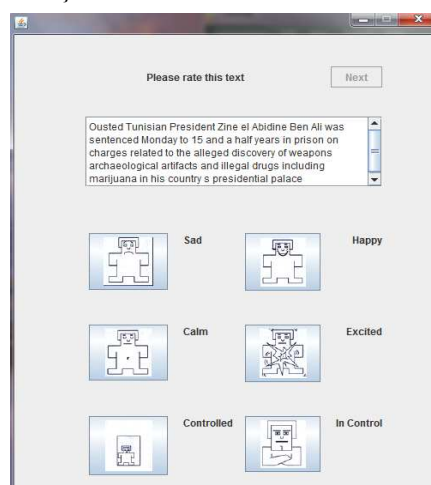 Please rate this text Next
Ousted Tunisian President Zine el Abidine Ben Ali was
sentenced Monday to 15 and a half years in prison on
charges related to the alleged discovery of weapons
archaeological artifacts and illegal drugs including
marijuana in his country s presidential palace
Sad Happy
Calm Excited
Controlled In Control